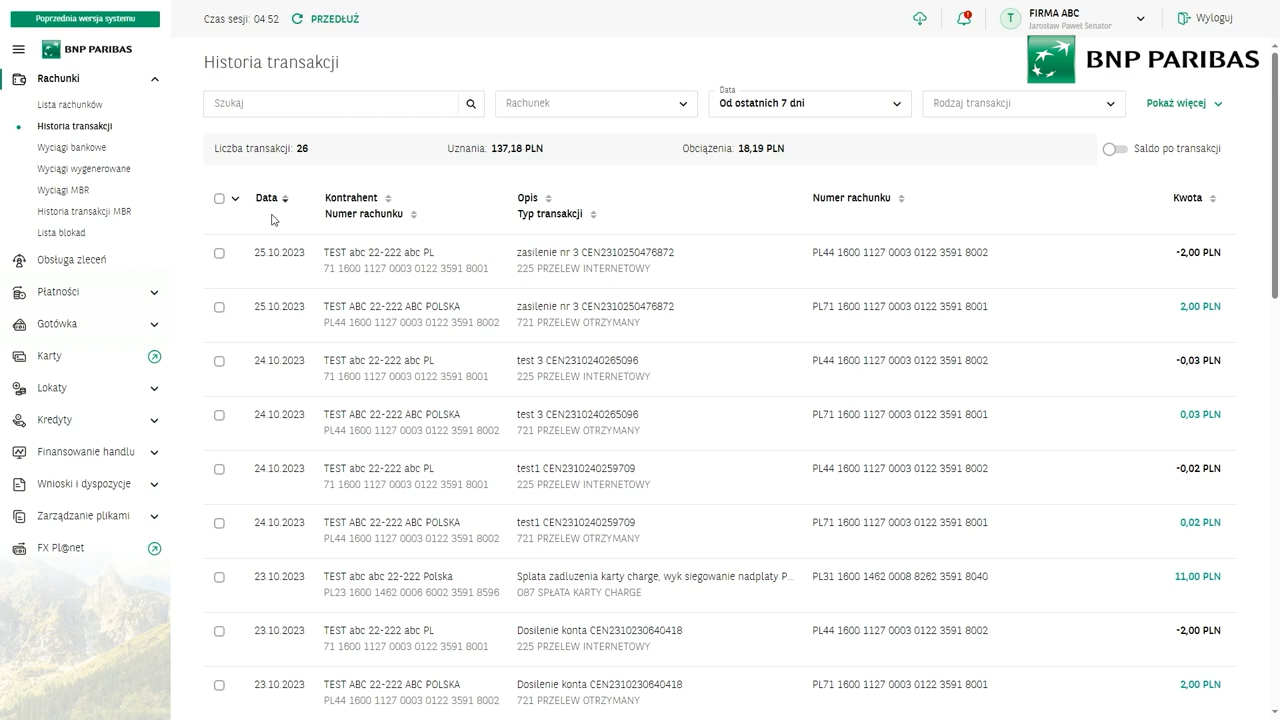 Poprzednia wersja systemu
Czas sesji: 04:52 PRZEDŁUŻ
T FIRMA ABC
Jarosław Paweł Senator
Wyloguj
BNP PARIBAS
BNP PARIBAS
Rachunki
Lista rachunków
Historia transakcji
Wyciągi bankowe
Wyciągi wygenerowane
Wyciągi MBR
Historia transakcji MBR
Lista blokad
Obsługa zleceń
Płatności
Gotówka
Karty
Lokaty
Kredyty
Finansowanie handlu
Wnioski i dyspozycje
Zarządzanie plikami
FX Pl@net
Historia transakcji
Szukaj
Rachunek
Data
Od ostatnich 7 dni
Rodzaj transakcji
Pokaż więcej
Liczba transakcji: 26 Uznania: 137,18 PLN Obciążenia: 18,19 PLN
Saldo po transakcji
Data Kontrahent Opis Numer rachunku Kwota
Numer rachunku Typ transakcji
25.10.2023 TEST abc 22-222 abc PL zasilenie nr 3 CEN2310250476872 PL44 1600 1127 0003 0122 3591 8002 -2,00 PLN
71 1600 1127 0003 0122 3591 8001 225 PRZELEW INTERNETOWY
25.10.2023 TEST ABC 22-222 ABC POLSKA zasilenie nr 3 CEN2310250476872 PL71 1600 1127 0003 0122 3591 8001 2,00 PLN
PL44 1600 1127 0003 0122 3591 8002 721 PRZELEW OTRZYMANY
24.10.2023 TEST abc 22-222 abc PL test 3 CEN2310240265096 PL44 1600 1127 0003 0122 3591 8002 -0,03 PLN
71 1600 1127 0003 0122 3591 8001 225 PRZELEW INTERNETOWY
24.10.2023 TEST ABC 22-222 ABC POLSKA test 3 CEN2310240265096 PL71 1600 1127 0003 0122 3591 8001 0,03 PLN
PL44 1600 1127 0003 0122 3591 8002 721 PRZELEW OTRZYMANY
24.10.2023 TEST abc 22-222 abc PL test1 CEN2310240259709 PL44 1600 1127 0003 0122 3591 8002 -0,02 PLN
71 1600 1127 0003 0122 3591 8001 225 PRZELEW INTERNETOWY
24.10.2023 TEST ABC 22-222 ABC POLSKA test1 CEN2310240259709 PL71 1600 1127 0003 0122 3591 8001 0,02 PLN
PL44 1600 1127 0003 0122 3591 8002 721 PRZELEW OTRZYMANY
23.10.2023 TEST abc abc 22-222 Polska Splata zadluzenia karty charge, wyk siegowanie nadplaty P... PL31 1600 1462 0008 8262 3591 8040 11,00 PLN
PL23 1600 1462 0006 6002 3591 8596 087 SPŁATA KARTY CHARGE
23.10.2023 TEST abc 22-222 abc PL Dosilenie konta CEN2310230640418 PL44 1600 1127 0003 0122 3591 8002 -2,00 PLN
71 1600 1127 0003 0122 3591 8001 225 PRZELEW INTERNETOWY
23.10.2023 TEST ABC 22-222 ABC POLSKA Dosilenie konta CEN2310230640418 PL71 1600 1127 0003 0122 3591 8001 2,00 PLN
PL44 1600 1127 0003 0122 3591 8002 721 PRZELEW OTRZYMANY